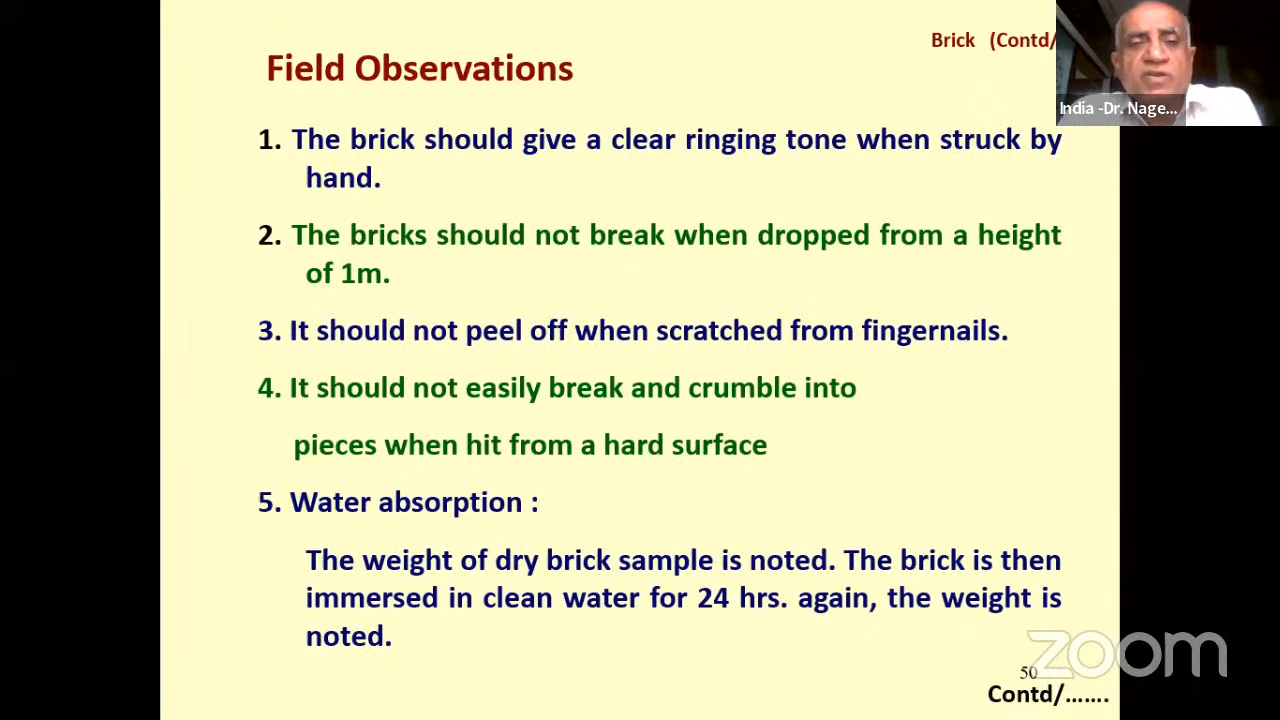 Brick (Contd/
Field Observations
India -Dr. Nage...
1. The brick should give a clear ringing tone when struck by
hand.
2. The bricks should not break when dropped from a height
of 1m.
3. It should not peel off when scratched from fingernails.
4. It should not easily break and crumble into
pieces when hit from a hard surface
5. Water absorption :
The weight of dry brick sample is noted. The brick is then
immersed in clean water for 24 hrs. again, the weight is
noted.
zoom
50
Contd/.......